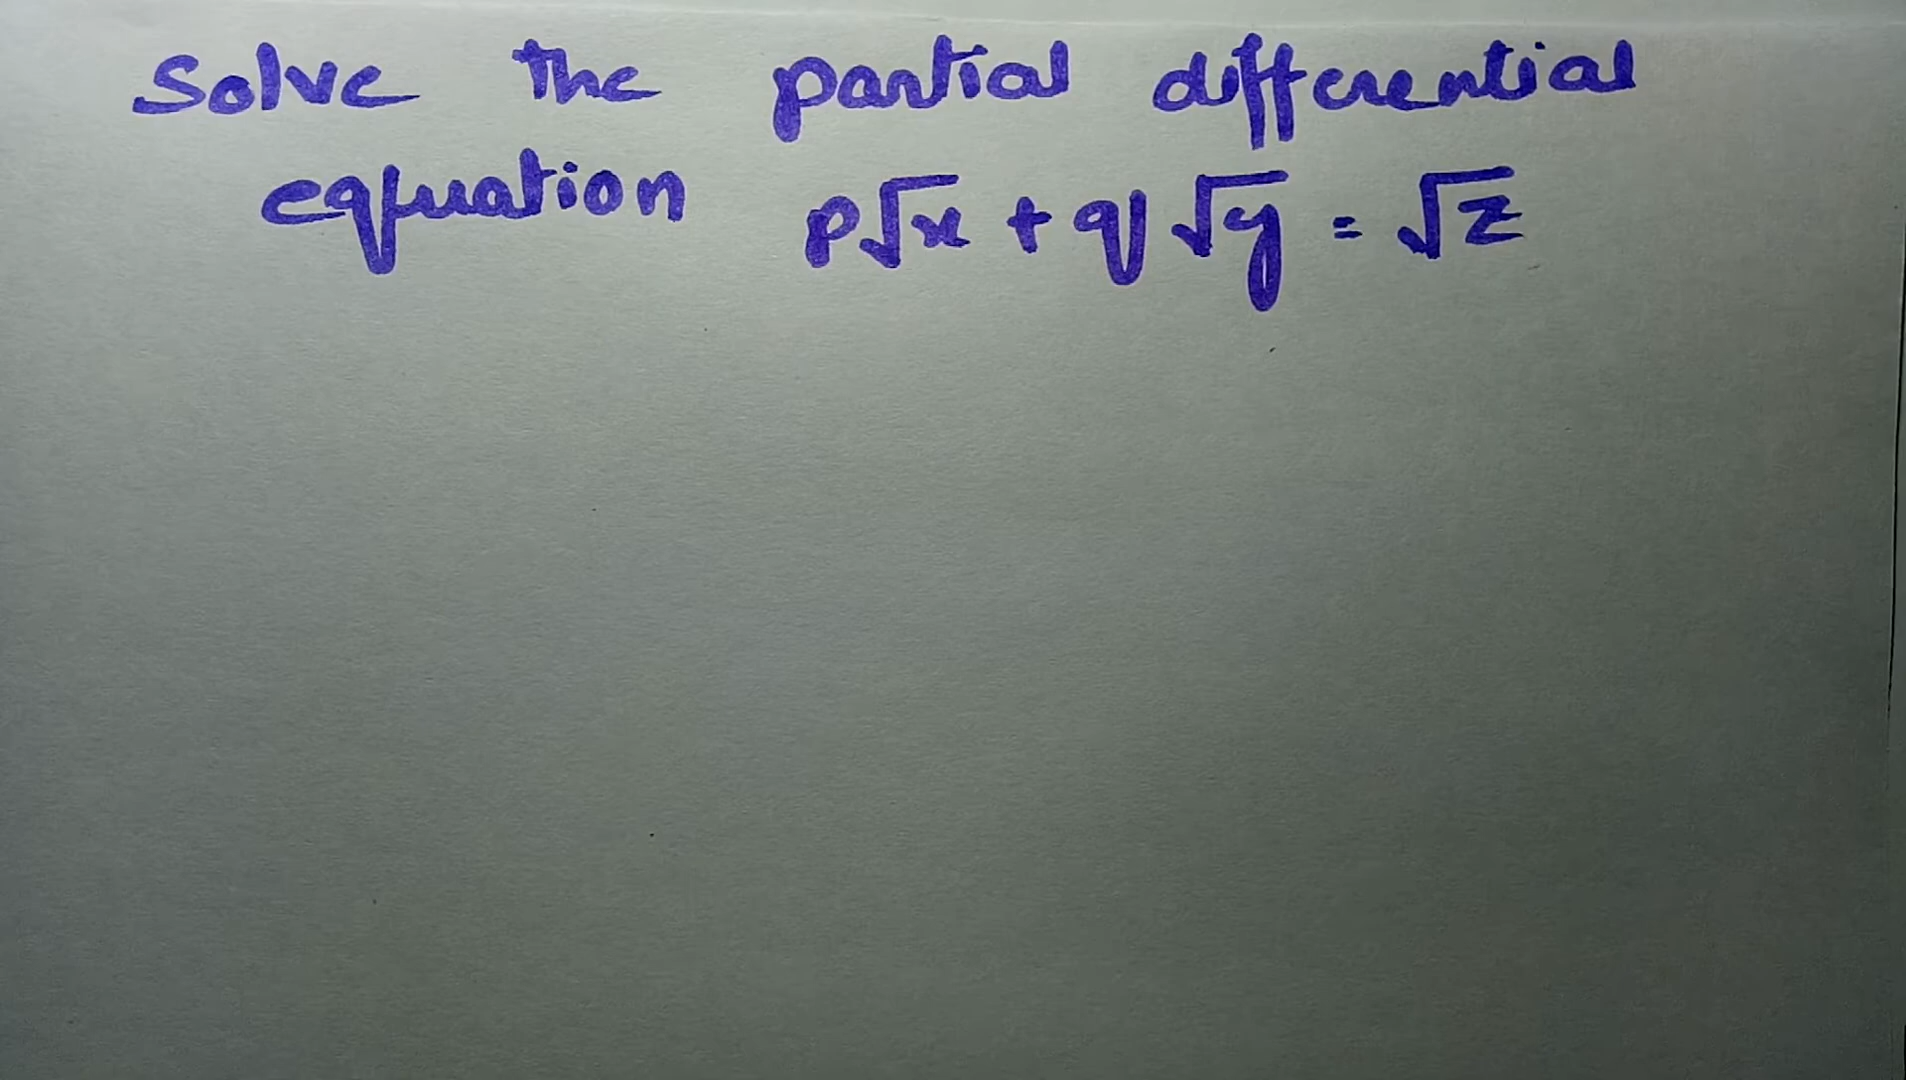 Solve the partial differential
equation p√x + q√y = √z